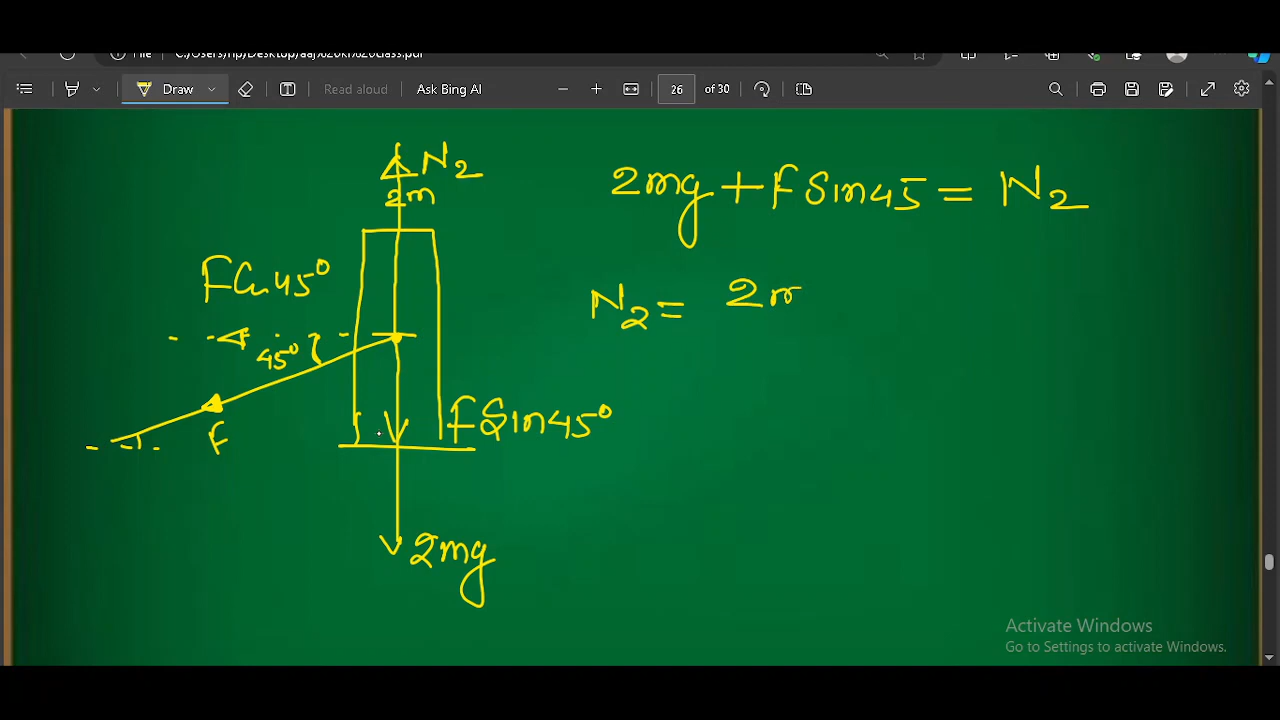 File C:/Users/hp/Desktop/aaj%20ki%20class.pdf
Draw Read aloud Ask Bing AI 26 of 30
N2
2m
2mg + F Sin45 = N2
F Cos45°
N2 = 2m
45°
F Sin45°
F
2mg
Activate Windows
Go to Settings to activate Windows.